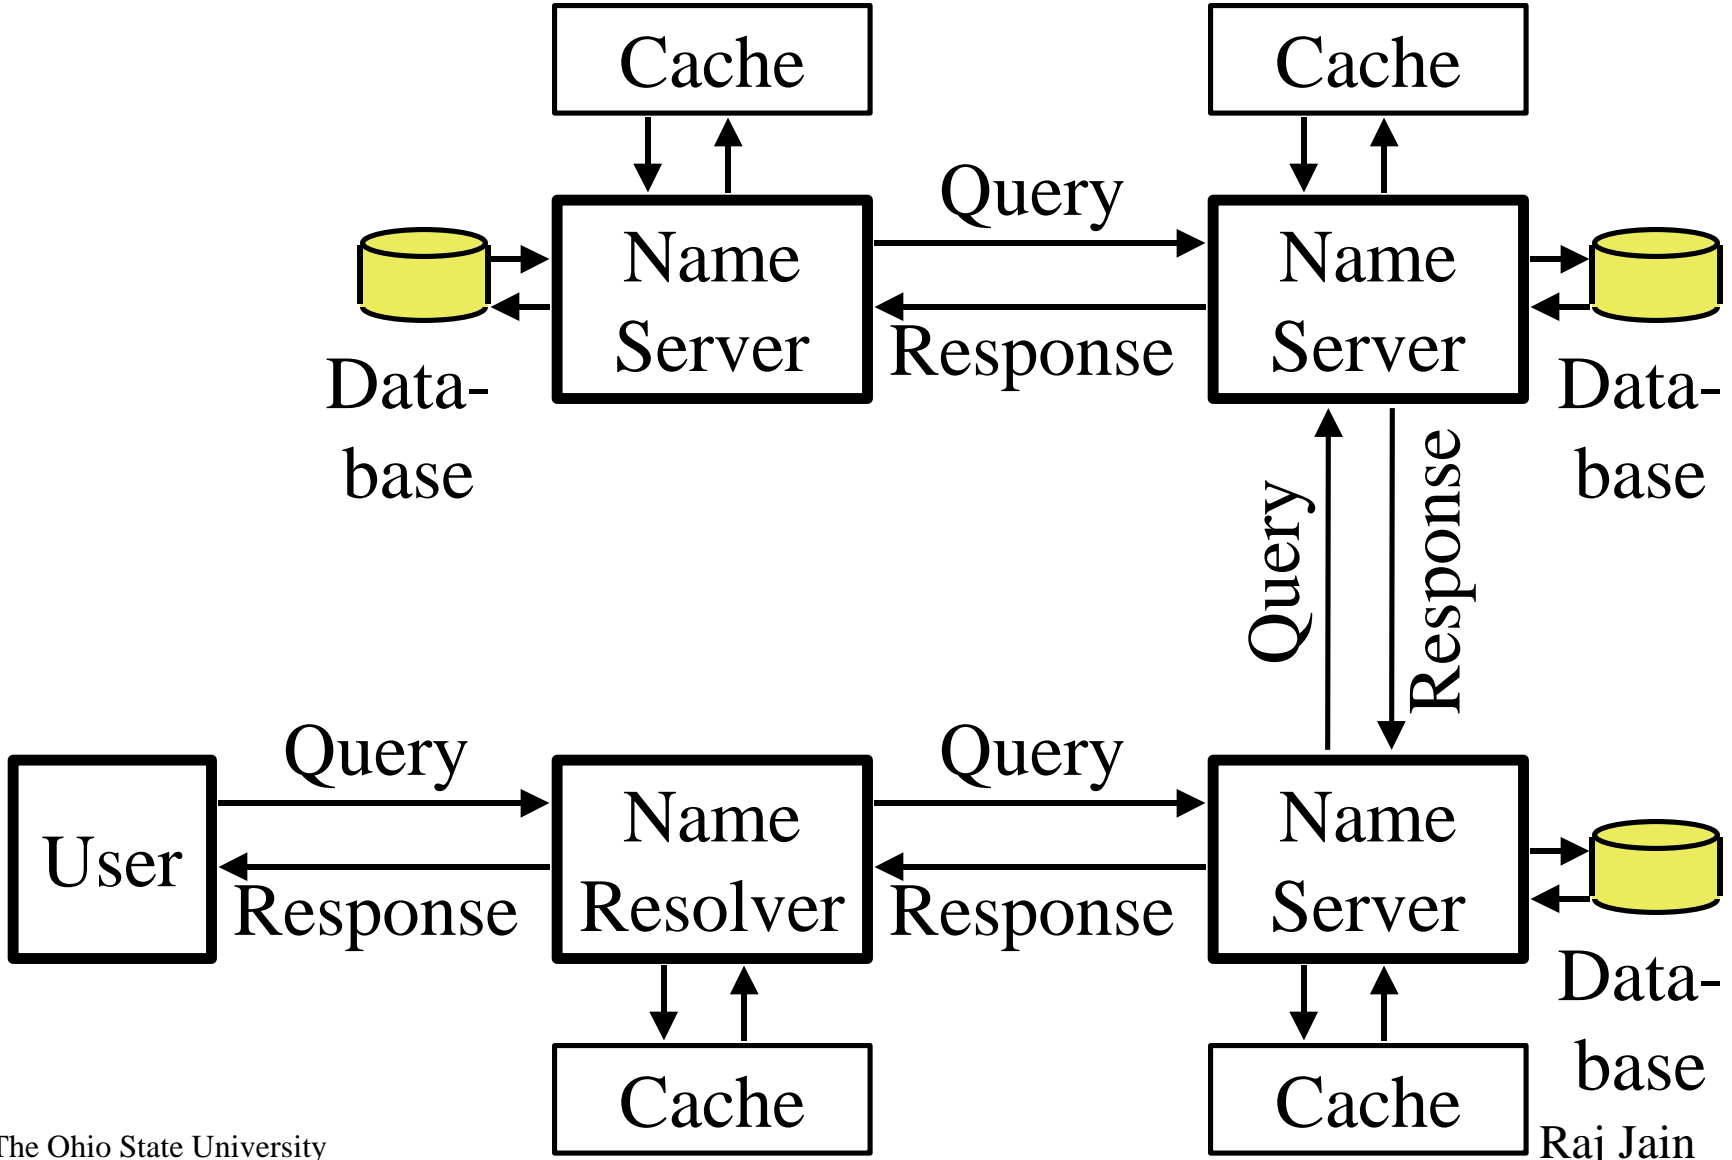 Cache
Cache
Query
Name
Server
Name
Server
Response
Data-
base
Data-
base
Query
Response
Query
Query
User
Name
Resolver
Name
Server
Response
Response
Data-
base
Cache
Cache
The Ohio State University
Raj Jain